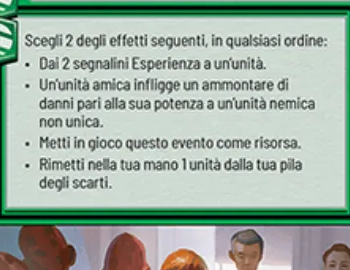 Scegli 2 degli effetti seguenti, in qualsiasi ordine:
• Dai 2 segnalini Esperienza a un'unità.
• Un'unità amica infligge un ammontare di
danni pari alla sua potenza a un'unità nemica
non unica.
• Metti in gioco questo evento come risorsa.
• Rimetti nella tua mano 1 unità dalla tua pila
degli scarti.